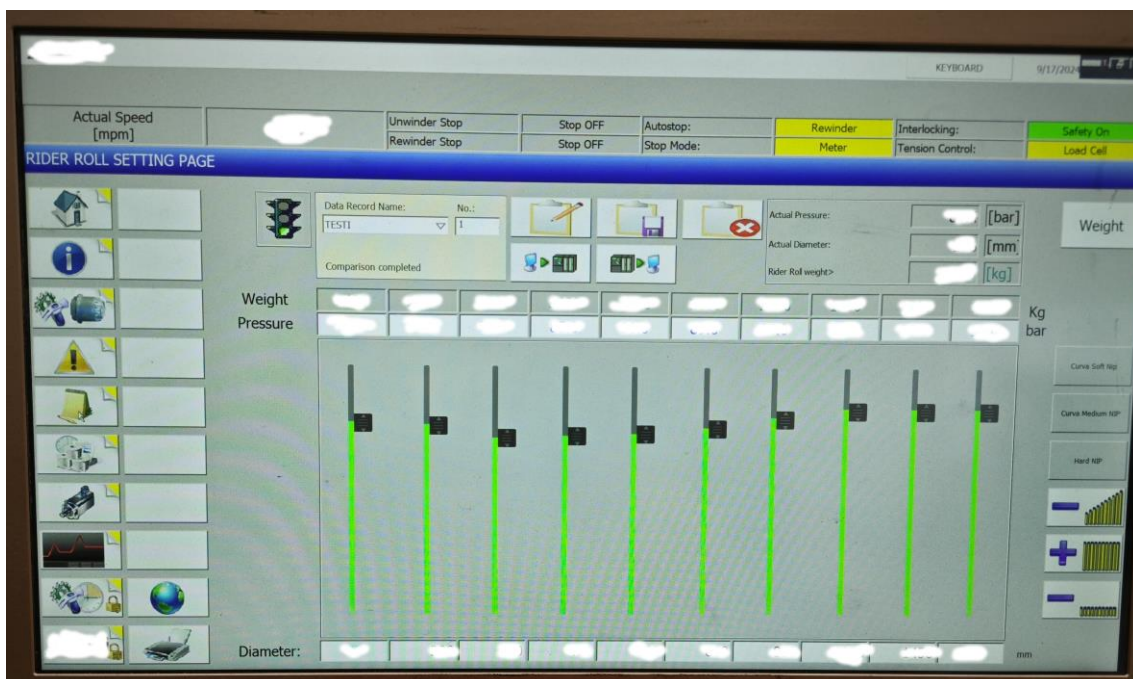 KEYBOARD
9/17/2024
Actual Speed
[mpm]
Unwinder Stop
Stop OFF
Autostop:
Rewinder
Interlocking:
Safety On
Rewinder Stop
Stop OFF
Stop Mode:
Meter
Tension Control:
Load Cell
RIDER ROLL SETTING PAGE
Data Record Name:
No.:
TEST1
1
Comparison completed
Actual Pressure:
[bar]
Actual Diameter:
[mm]
Rider Roll weight>
[kg]
Weight
Weight
Kg
Pressure
bar
Curva Soft Nip
Curva Medium NIP
Hard NIP
Diameter:
mm